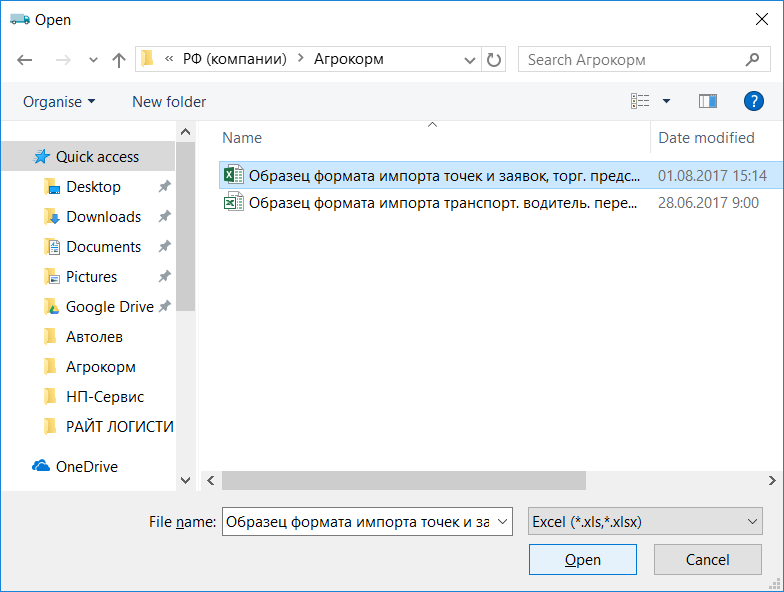 Open
« РФ (компании) > Агрокорм
Search Агрокорм
Organise New folder
?
Name Date modified
Quick access
Desktop
Downloads
Documents
Pictures
Google Drive
Автолев
Агрокорм
НП-Сервис
РАЙТ ЛОГИСТИ
OneDrive
Образец формата импорта точек и заявок, торг. предс... 01.08.2017 15:14
Образец формата импорта транспорт. водитель. пере... 28.06.2017 9:00
File name: Образец формата импорта точек и за
Excel (*.xls,*.xlsx)
Open Cancel